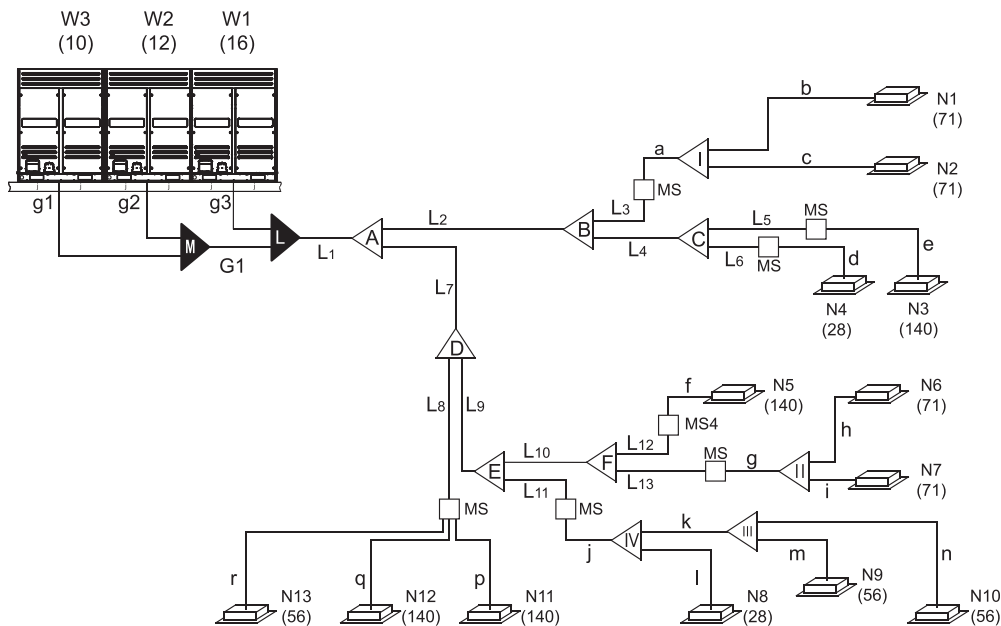 W3 W2 W1
(10) (12) (16)
b
N1
(71)
a
I
c
N2
(71)
MS
g1 g2 g3
L3
L2
L5
MS
M
L
A
B
C
G1
L1
L4
L6
MS
d
e
L7
N4
(28)
N3
(140)
D
L8
L9
f
N5
(140)
N6
(71)
MS4
h
L10
L12
F
MS
g
II
E
L11
L13
i
N7
(71)
MS
MS
k
III
IV
j
m
n
r
q
p
l
N13
(56)
N12
(140)
N11
(140)
N8
(28)
N9
(56)
N10
(56)